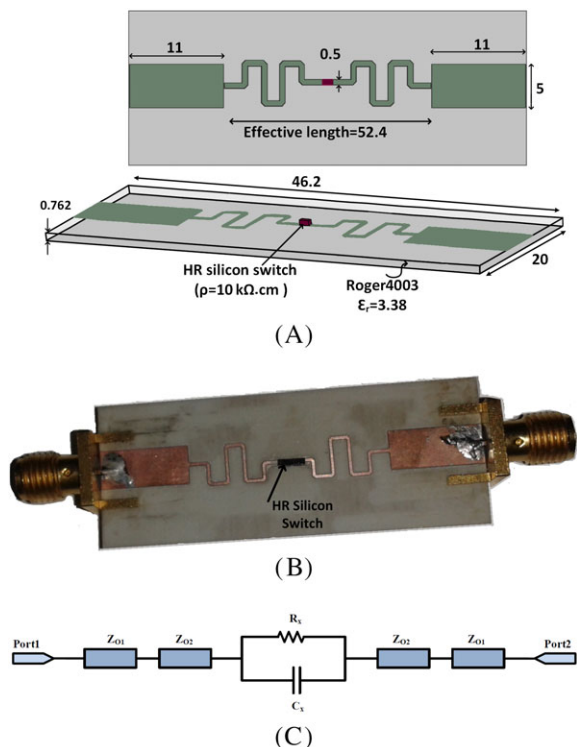 11
0.5
11
5
Effective length=52.4
46.2
0.762
HR silicon switch
(ρ=10 kΩ.cm )
Roger4003
Ɛr=3.38
20
(A)
HR Silicon
Switch
(B)
Port1
ZO1
ZO2
Rx
Cx
ZO2
ZO1
Port2
(C)